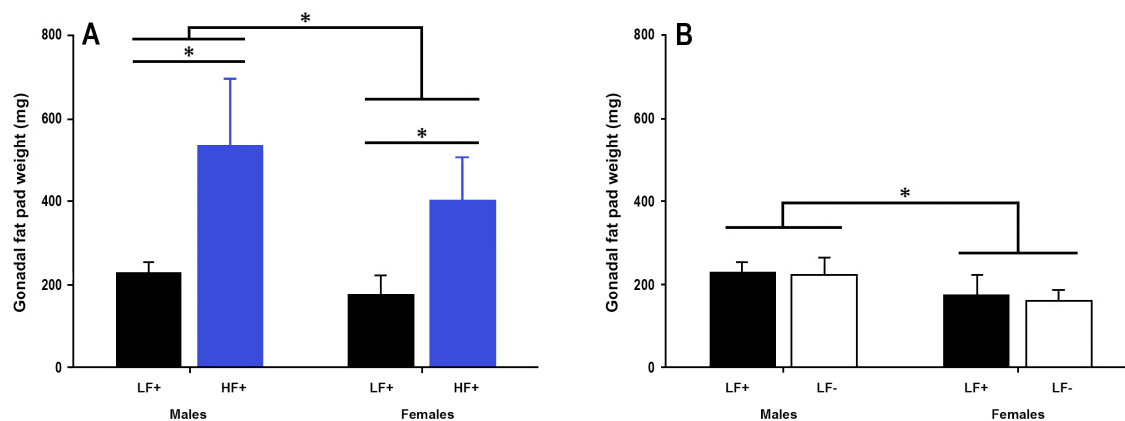 A
*
*
*
800
600
400
200
0
Gonadal fat pad weight (mg)
LF+ HF+ LF+ HF+
Males Females
B
*
800
600
400
200
0
Gonadal fat pad weight (mg)
LF+ LF- LF+ LF-
Males Females